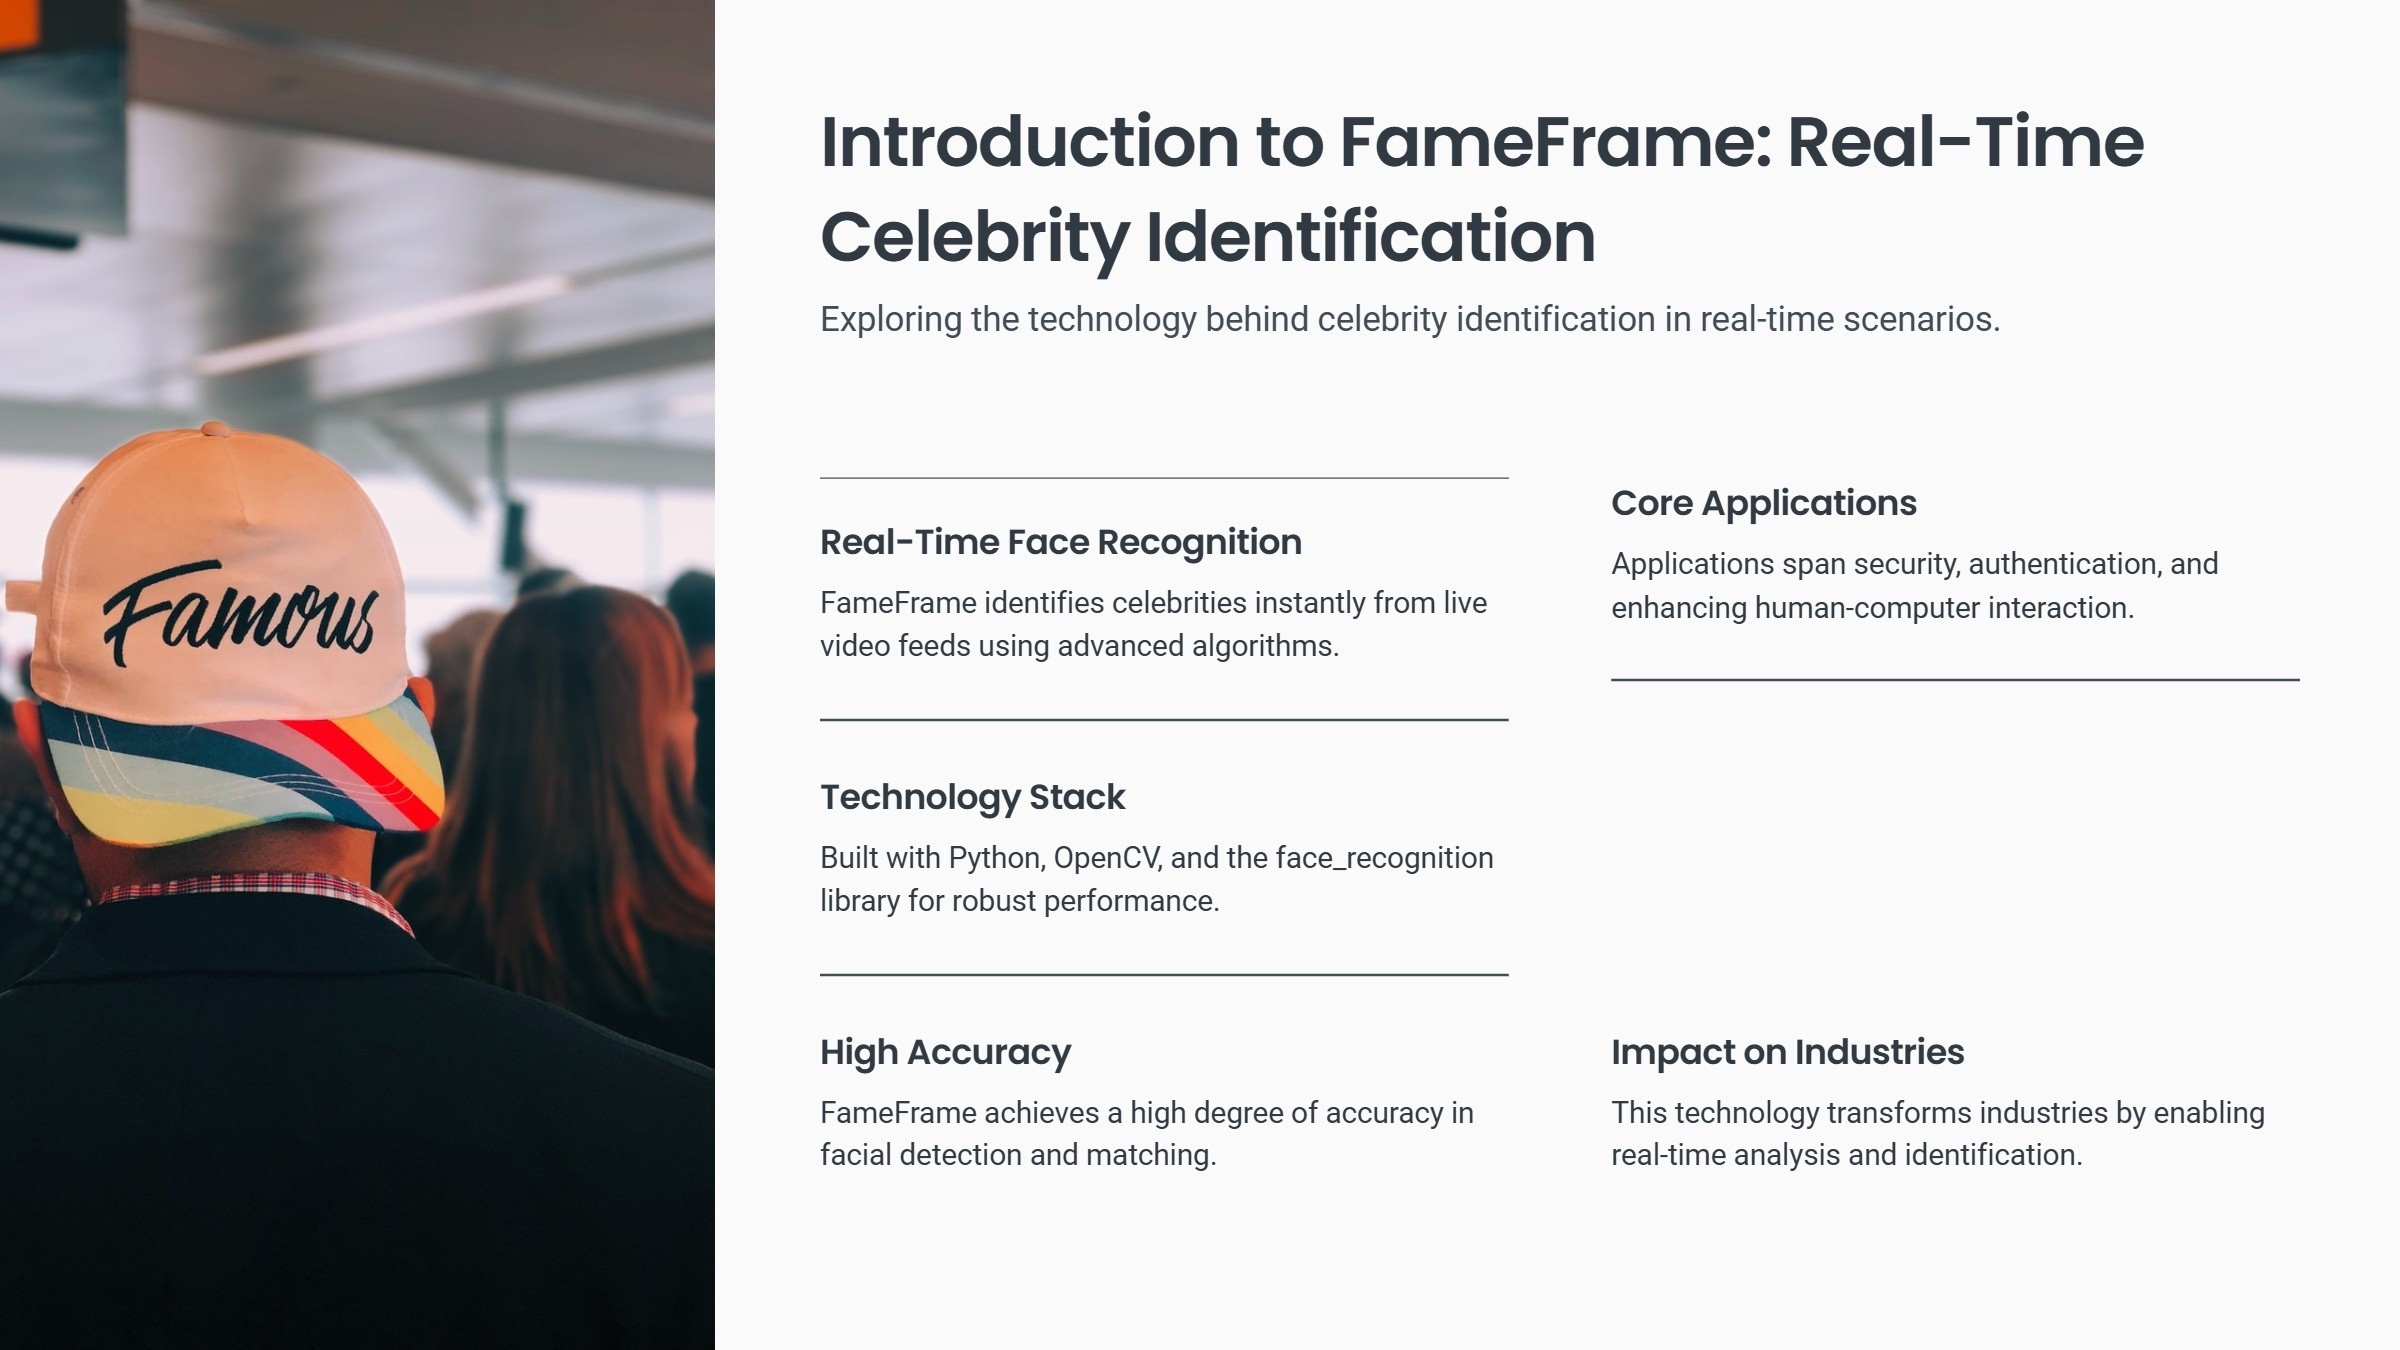 Famous
Introduction to FameFrame: Real-Time
Celebrity Identification
Exploring the technology behind celebrity identification in real-time scenarios.
Real-Time Face Recognition
FameFrame identifies celebrities instantly from live
video feeds using advanced algorithms.
Technology Stack
Built with Python, OpenCV, and the face_recognition
library for robust performance.
High Accuracy
FameFrame achieves a high degree of accuracy in
facial detection and matching.
Core Applications
Applications span security, authentication, and
enhancing human-computer interaction.
Impact on Industries
This technology transforms industries by enabling
real-time analysis and identification.